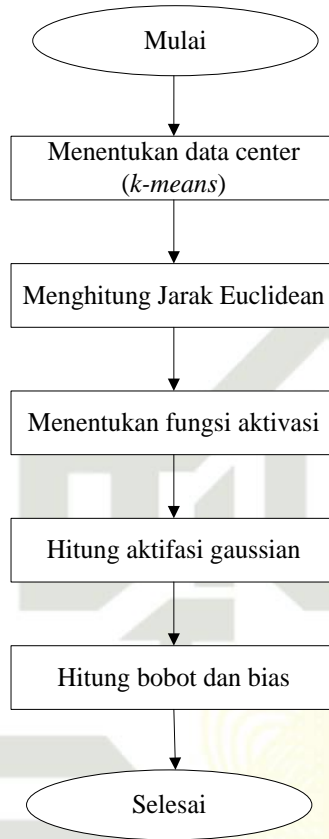 Mulai
Menentukan data center
(k-means)
Menghitung Jarak Euclidean
Menentukan fungsi aktivasi
Hitung aktifasi gaussian
Hitung bobot dan bias
Selesai